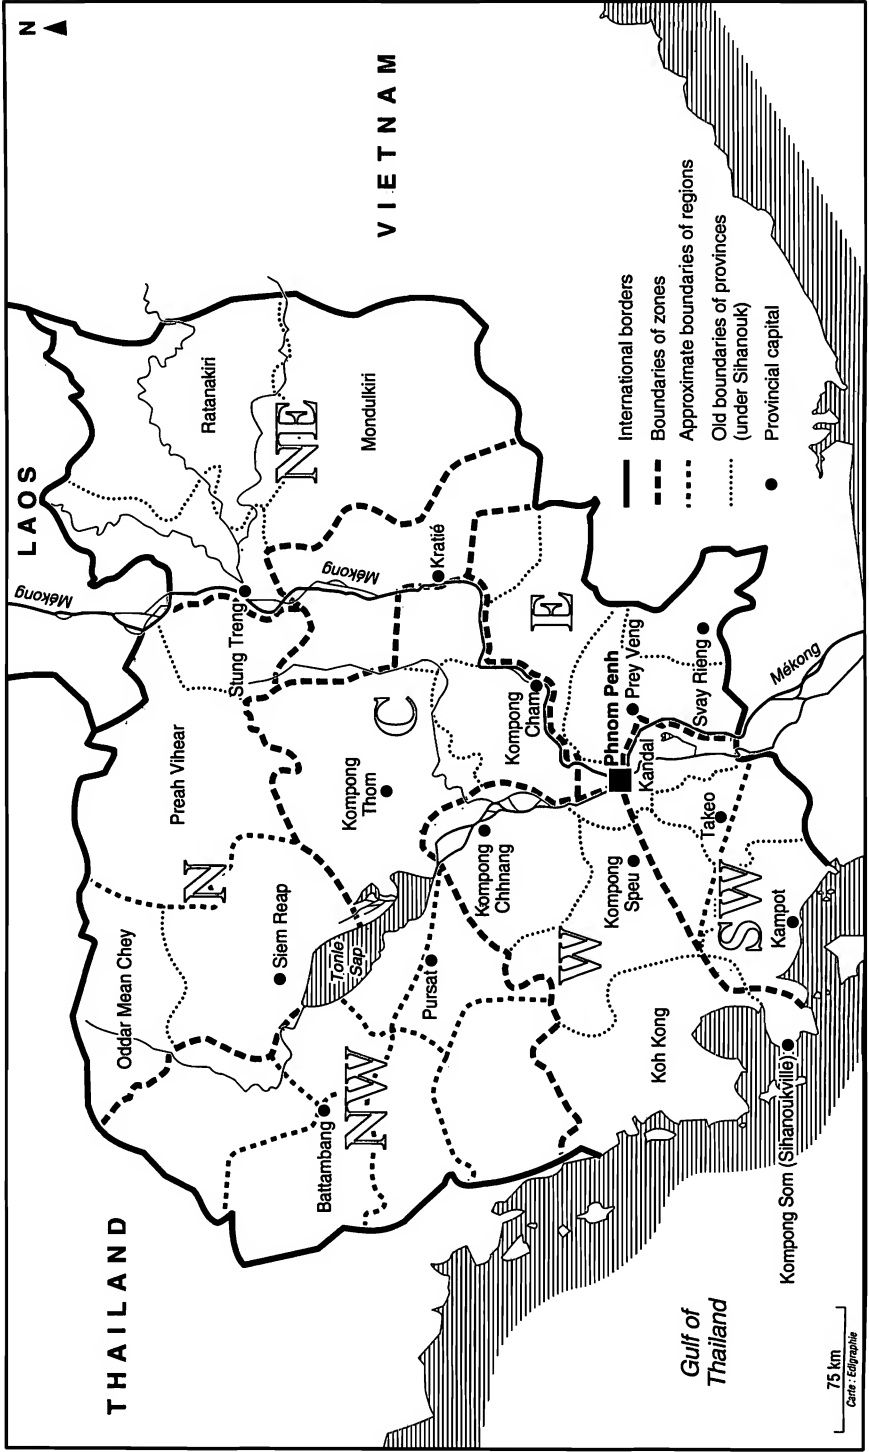 N
LAOS
THAILAND
VIETNAM
Mékong
Oddar Mean Chey
Preah Vihear
Stung Treng
Ratanakiri
N
NE
Siem Reap
Mondulkiri
Battambang
NW
Tonle
Sap
Kompong
Thom
C
Mékong
Kratié
Pursat
Kompong
Chhnang
Kompong
Cham
E
W
Kompong
Speu
Phnom Penh
Prey Veng
Kandal
Koh Kong
Takeo
Svay Rieng
SW
Kampot
Mékong
Kompong Som (Sihanoukville)
Gulf of
Thailand
International borders
Boundaries of zones
Approximate boundaries of regions
Old boundaries of provinces
(under Sihanouk)
Provincial capital
75 km
Carte : Edigraphie